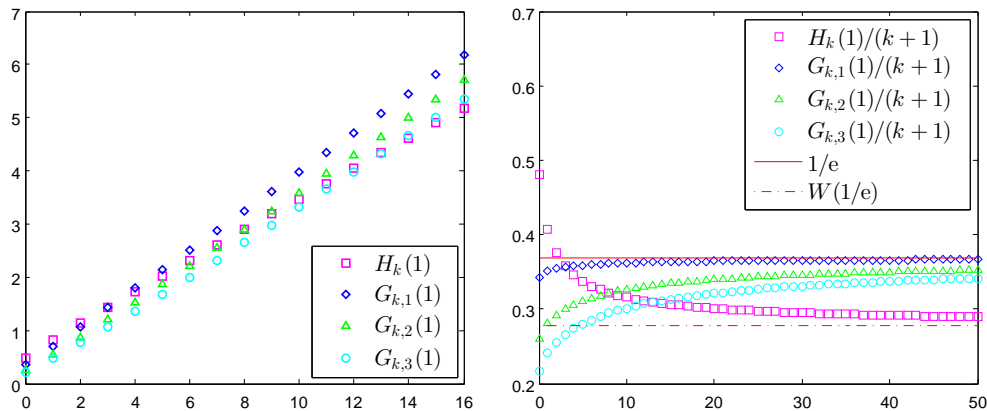 7
6
5
4
3
2
1
0
0 2 4 6 8 10 12 14 16
H_k(1)
G_{k,1}(1)
G_{k,2}(1)
G_{k,3}(1)
0.7
0.6
0.5
0.4
0.3
0.2
0 10 20 30 40 50
H_k(1)/(k + 1)
G_{k,1}(1)/(k + 1)
G_{k,2}(1)/(k + 1)
G_{k,3}(1)/(k + 1)
1/e
W(1/e)